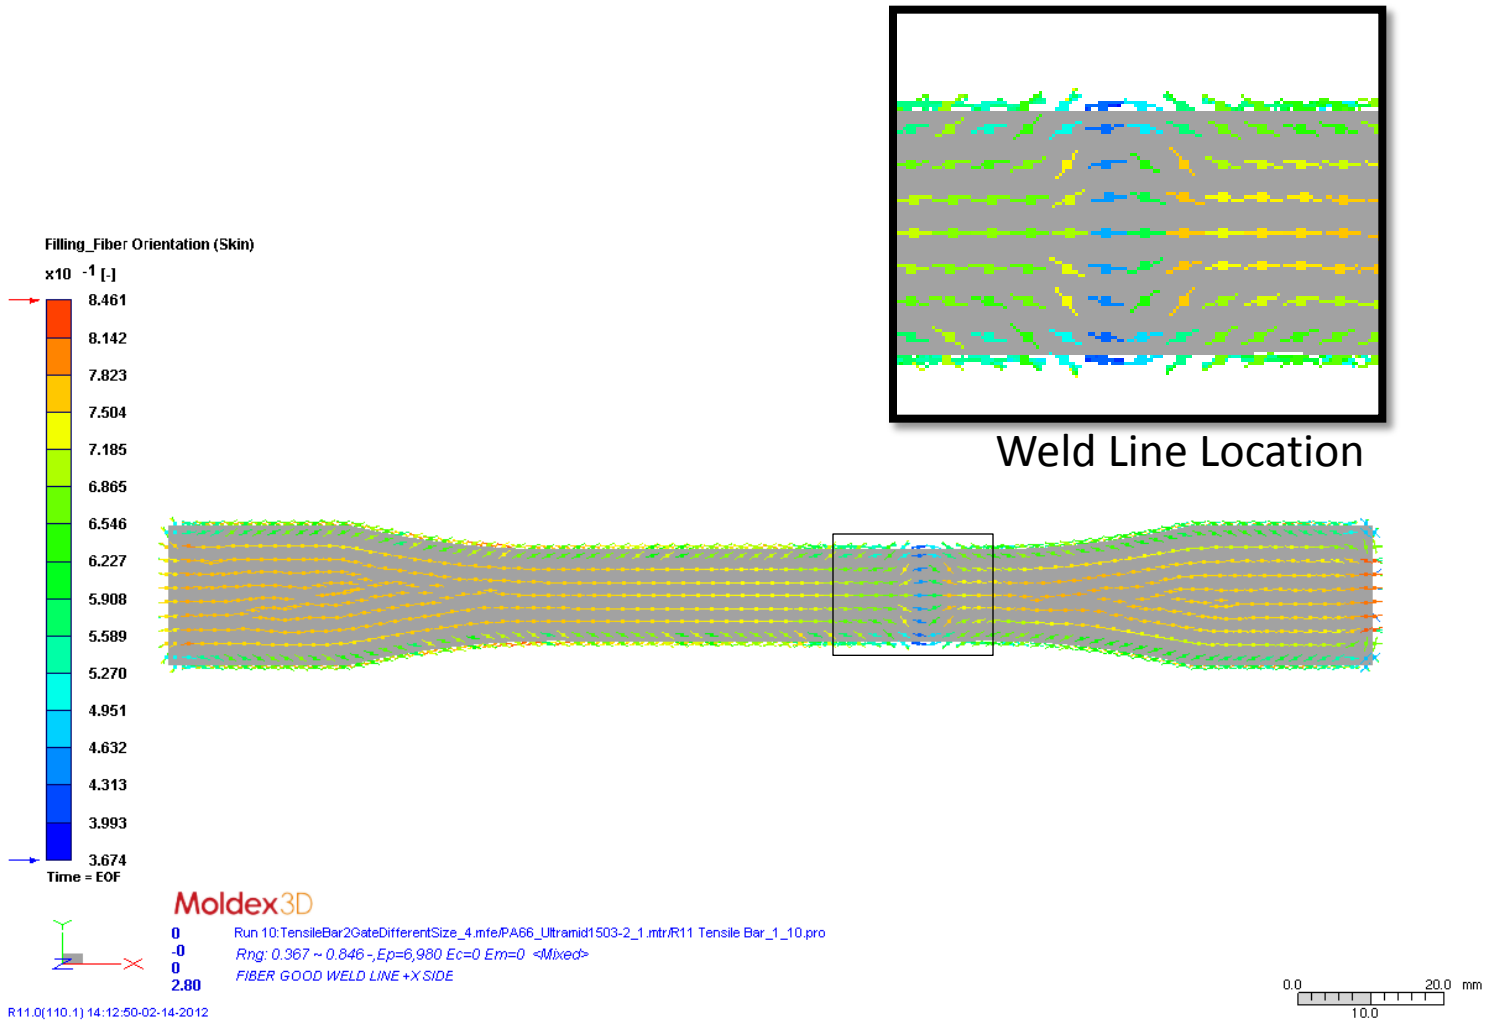 Weld Line Location
Filling_Fiber Orientation (Skin)
x10 -1 [-]
8.461
8.142
7.823
7.504
7.185
6.865
6.546
6.227
5.908
5.589
5.270
4.951
4.632
4.313
3.993
3.674
Time = EOF
Moldex3D
0
-0
0
2.80
Run 10:TensileBar2GateDifferentSize_4.mfe/PA66_Ultramid1503-2_1.mtr/R11 Tensile Bar_1_10.pro
Rng: 0.367 ~ 0.846 -,Ep=6,980 Ec=0 Em=0 <Mixed>
FIBER GOOD WELD LINE +X SIDE
Y
Z
X
0.0 20.0 mm
10.0
R11.0(110.1) 14:12:50-02-14-2012